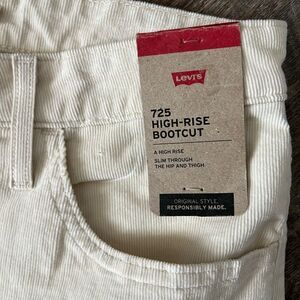 Levi's
725
HIGH-RISE
BOOTCUT
A HIGH RISE
SLIM THROUGH
THE HIP AND THIGH.
ORIGINAL STYLE.
RESPONSIBLY MADE.